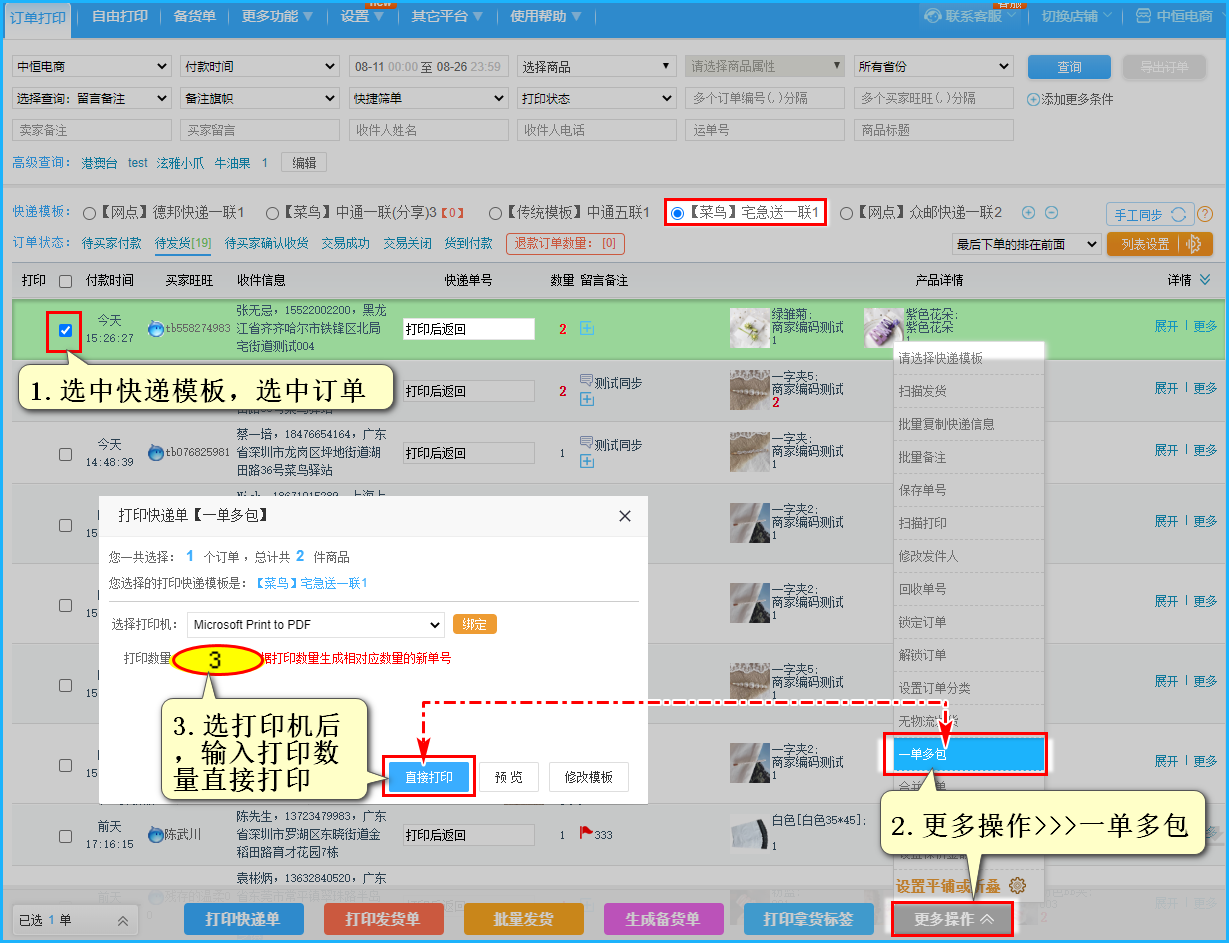 订单打印 自由打印 备货单 更多功能 设置 new 其它平台 使用帮助 联系客服 客服 切换店铺 中恒电商
中恒电商 付款时间 08-11 00:00 至 08-26 23:59 选择商品 请选择商品属性 所有省份 查询 导出订单
选择查询: 留言备注 备注旗帜 快捷筛单 打印状态 多个订单编号(,)分隔 多个买家旺旺(,)分隔 添加更多条件
卖家备注 买家留言 收件人姓名 收件人电话 运单号 商品标题
高级查询: 港澳台 test 泫雅小爪 牛油果 1 编辑
快递模板: 【网点】德邦快递一联1 【菜鸟】中通一联(分享)3【0】 【传统模板】中通五联1 【菜鸟】宅急送一联1 【网点】众邮快递一联2 手工同步 ?
订单状态: 待买家付款 待发货[19] 待买家确认收货 交易成功 交易关闭 货到付款 退款订单数量: [0] 最后下单的排在前面 列表设置
打印 付款时间 买家旺旺 收件信息 快递单号 数量 留言备注 产品详情 详情
今天
15:26:27
tb558274983
张无忌, 15522002200, 黑龙
江省齐齐哈尔市铁锋区北局
宅街道测试004
打印后返回 2
绿雏菊;
商家编码测试
1
紫色花朵;
紫色花朵
1
展开 更多
1.选中快递模板，选中订单
打印后返回 2 测试同步
一字夹5;
商家编码测试
2
展开 更多
今天
14:48:39
tb076825981
蔡一培, 18476654164, 广东
省深圳市龙岗区坪地街道湖
田路36号菜鸟驿站
打印后返回 1 测试同步
一字夹;
商家编码测试
1
展开 更多
15
一字夹2;
商家编码测试
1
展开 更多
15
一字夹2;
商家编码测试
1
展开 更多
15
一字夹5;
商家编码测试
1
展开 更多
15
一字夹2;
商家编码测试
1
展开 更多
请选择快递模板
扫描发货
批量复制快递信息
批量备注
保存单号
扫描打印
修改发件人
回收单号
锁定订单
解锁订单
设置订单分类
一单多包
设置平铺或折叠
打印快递单【一单多包】
您一共选择: 1 个订单，总计共 2 件商品
您选择的打印快递模板是: 【菜鸟】宅急送一联1
选择打印机: Microsoft Print to PDF 绑定
打印数量 3 据打印数量生成相对应数量的新单号
3.选打印机后
，输入打印数
量直接打印
直接打印 预 览 修改模板
2.更多操作>>>一单多包
前天
17:16:15
陈武川
陈先生, 13723479983, 广东
省深圳市罗湖区东晓街道金
稻田路育才花园7栋
打印后返回 1 333
白色[白色35*45];
1
袁彬炳, 13632840520, 广东
已选 1 单 打印快递单 打印发货单 批量发货 生成备货单 打印拿货标签 更多操作